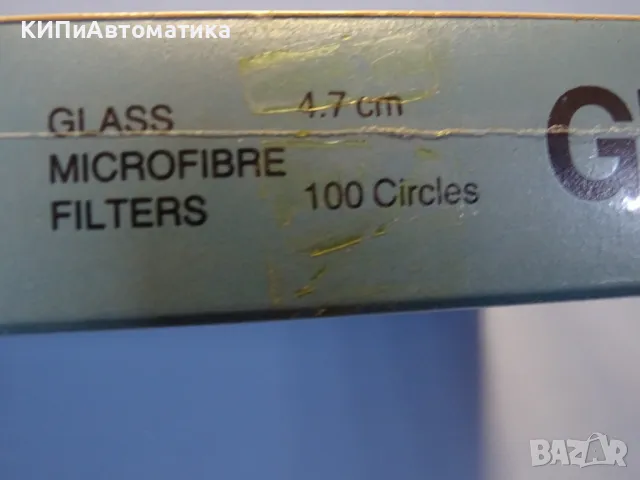 КИПиАвтоматика
GLASS
MICROFIBRE
FILTERS
4.7 cm
100 Circles
G
BAZAR